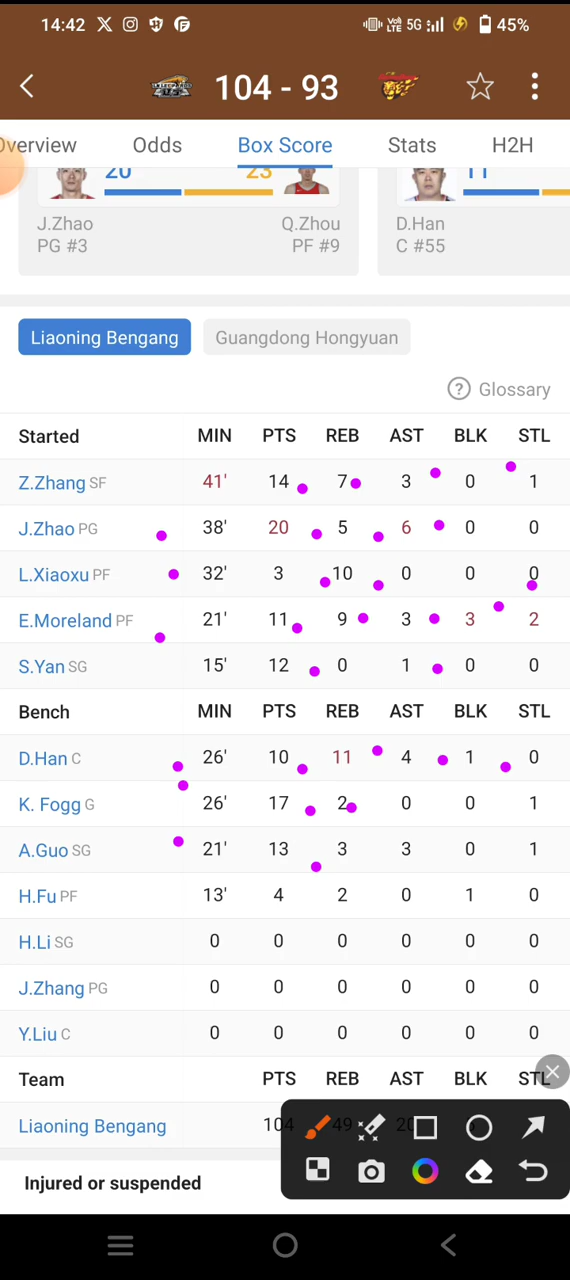 14:42 Vo) LTE 5G 45%
104 - 93
Overview Odds Box Score Stats H2H
20 23 11
J.Zhao Q.Zhou D.Han
PG #3 PF #9 C #55
Liaoning Bengang Guangdong Hongyuan
? Glossary
Started MIN PTS REB AST BLK STL
Z.Zhang SF 41' 14 7 3 0 1
J.Zhao PG 38' 20 5 6 0 0
L.Xiaoxu PF 32' 3 10 0 0 0
E.Moreland PF 21' 11 9 3 3 2
S.Yan SG 15' 12 0 1 0 0
Bench MIN PTS REB AST BLK STL
D.Han C 26' 10 11 4 1 0
K. Fogg G 26' 17 2 0 0 1
A.Guo SG 21' 13 3 3 0 1
H.Fu PF 13' 4 2 0 1 0
H.Li SG 0 0 0 0 0 0
J.Zhang PG 0 0 0 0 0 0
Y.Liu C 0 0 0 0 0 0
Team PTS REB AST BLK STL
Liaoning Bengang 104 49 20
Injured or suspended